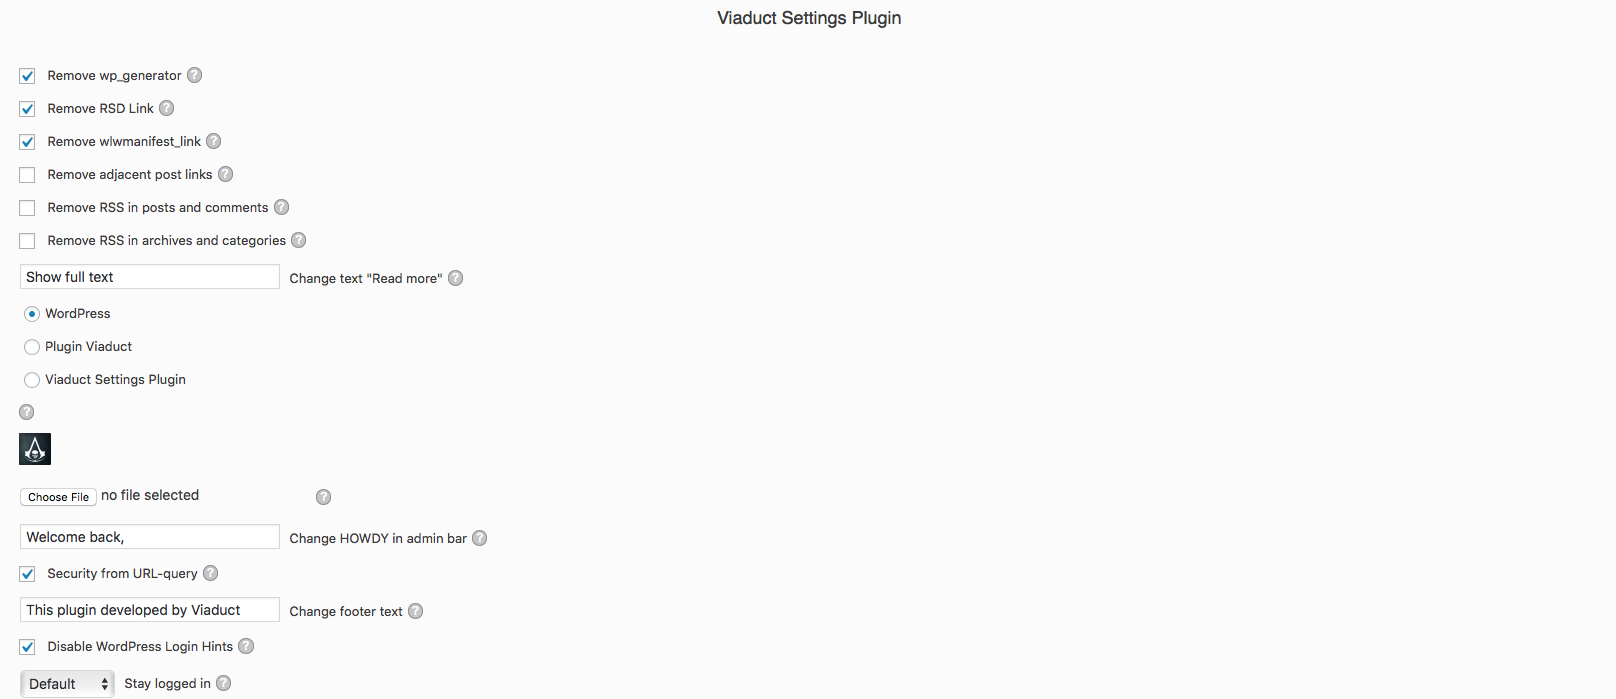 Viaduct Settings Plugin
Remove wp_generator ?
Remove RSD Link ?
Remove wlwmanifest_link ?
Remove adjacent post links ?
Remove RSS in posts and comments ?
Remove RSS in archives and categories ?
Show full text Change text "Read more" ?
WordPress
Plugin Viaduct
Viaduct Settings Plugin
?
Choose File no file selected ?
Welcome back, Change HOWDY in admin bar ?
Security from URL-query ?
This plugin developed by Viaduct Change footer text ?
Disable WordPress Login Hints ?
Default Stay logged in ?